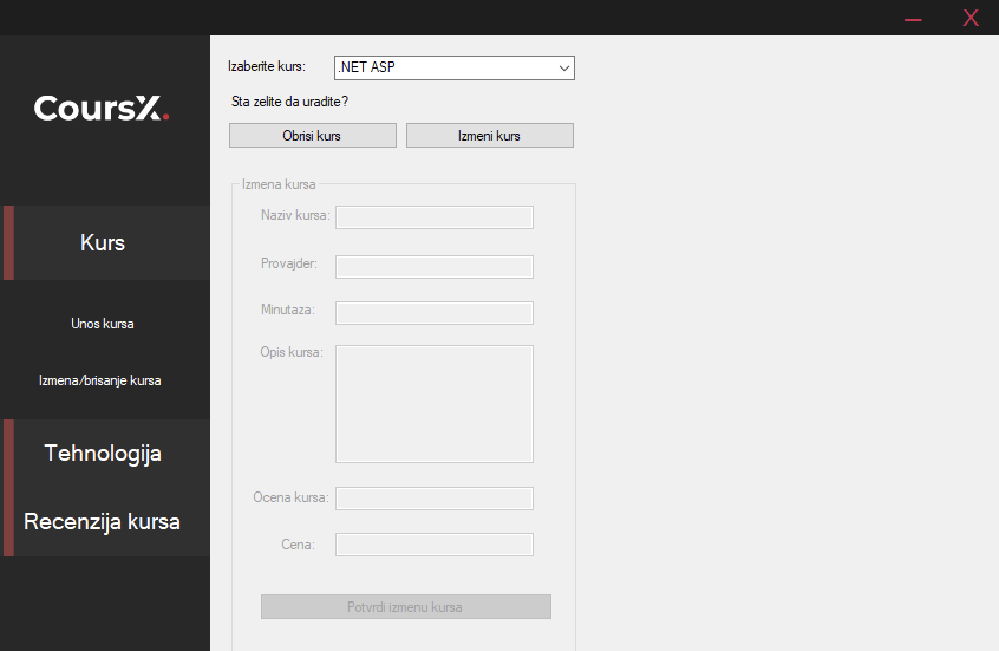 CoursX.
Kurs
Unos kursa
Izmena/brisanje kursa
Tehnologija
Recenzija kursa
Izaberite kurs: .NET ASP
Sta zelite da uradite?
Obrisi kurs Izmeni kurs
Izmena kursa
Naziv kursa:
Provajder:
Minutaza:
Opis kursa:
Ocena kursa:
Cena:
Potvrdi izmenu kursa